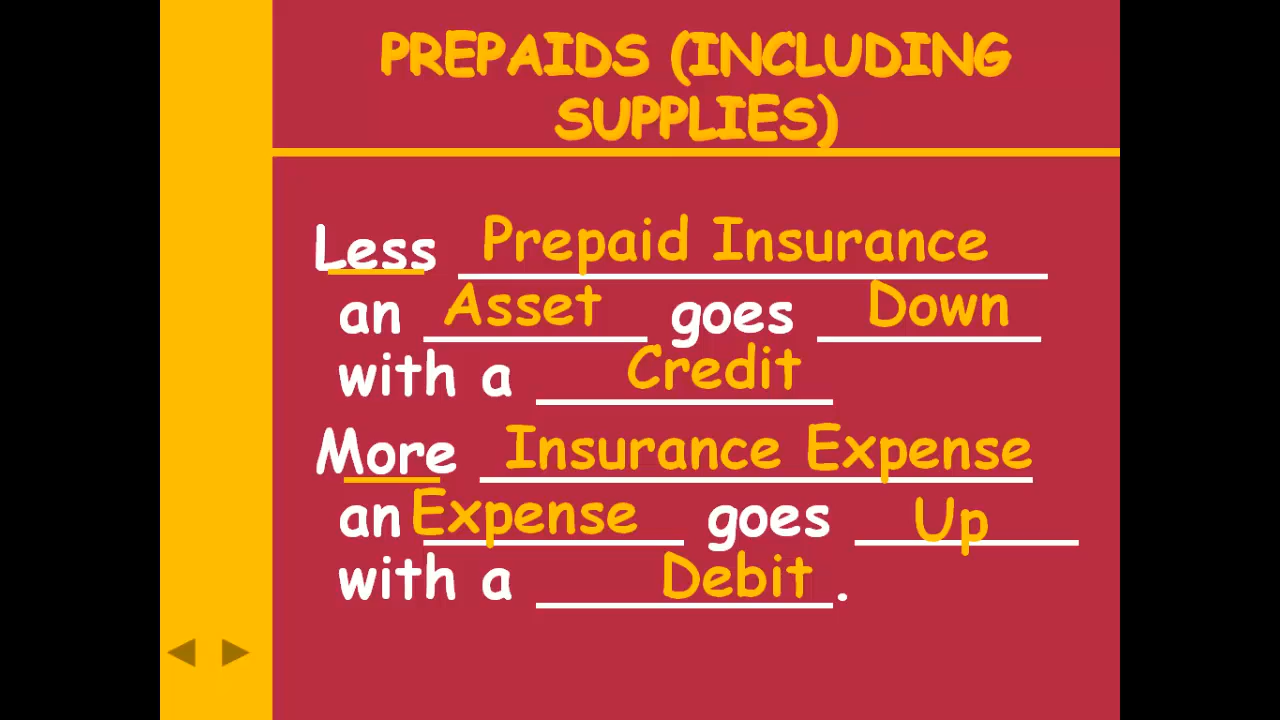 PREPAIDS (INCLUDING
SUPPLIES)
Less Prepaid Insurance
an Asset goes Down
with a Credit
More Insurance Expense
an Expense goes Up
with a Debit.